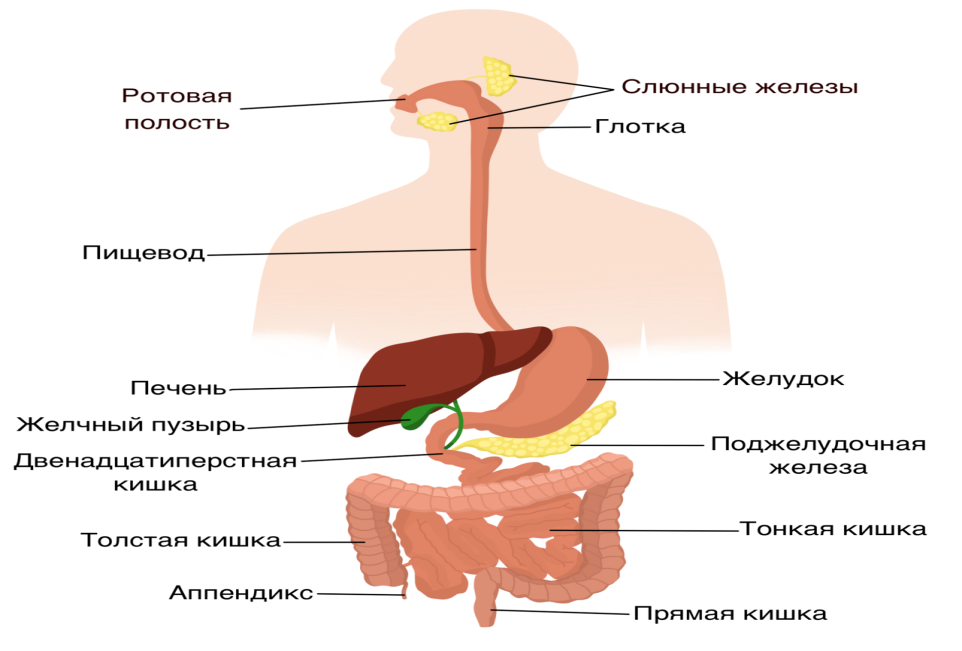 Ротовая
полость
Слюнные железы
Глотка
Пищевод
Печень
Желудок
Желчный пузырь
Поджелудочная
железа
Двенадцатиперстная
кишка
Толстая кишка
Тонкая кишка
Аппендикс
Прямая кишка